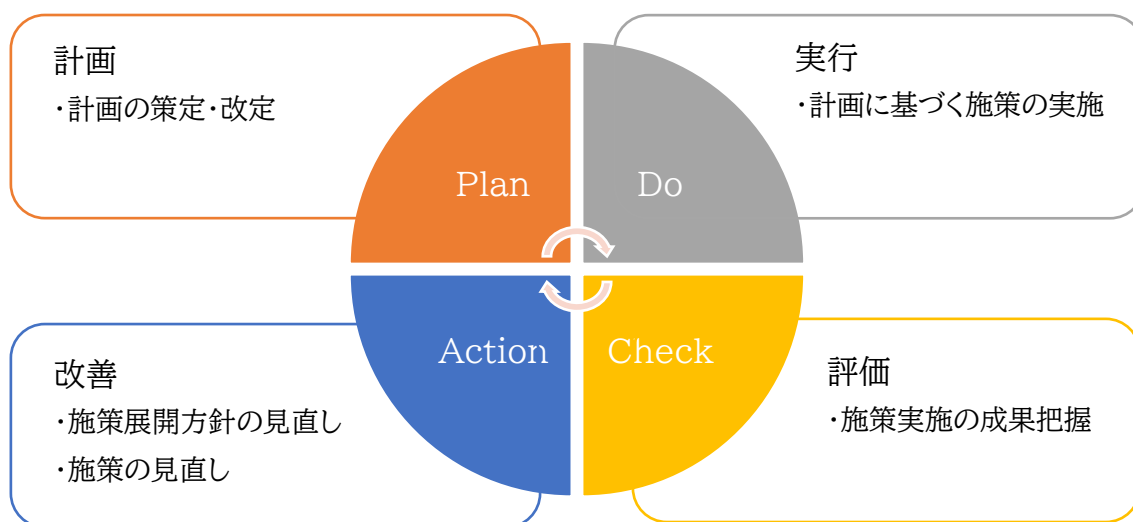 計画
・計画の策定・改定
Plan
実行
・計画に基づく施策の実施
Do
改善
・施策展開方針の見直し
・施策の見直し
Action
評価
・施策実施の成果把握
Check